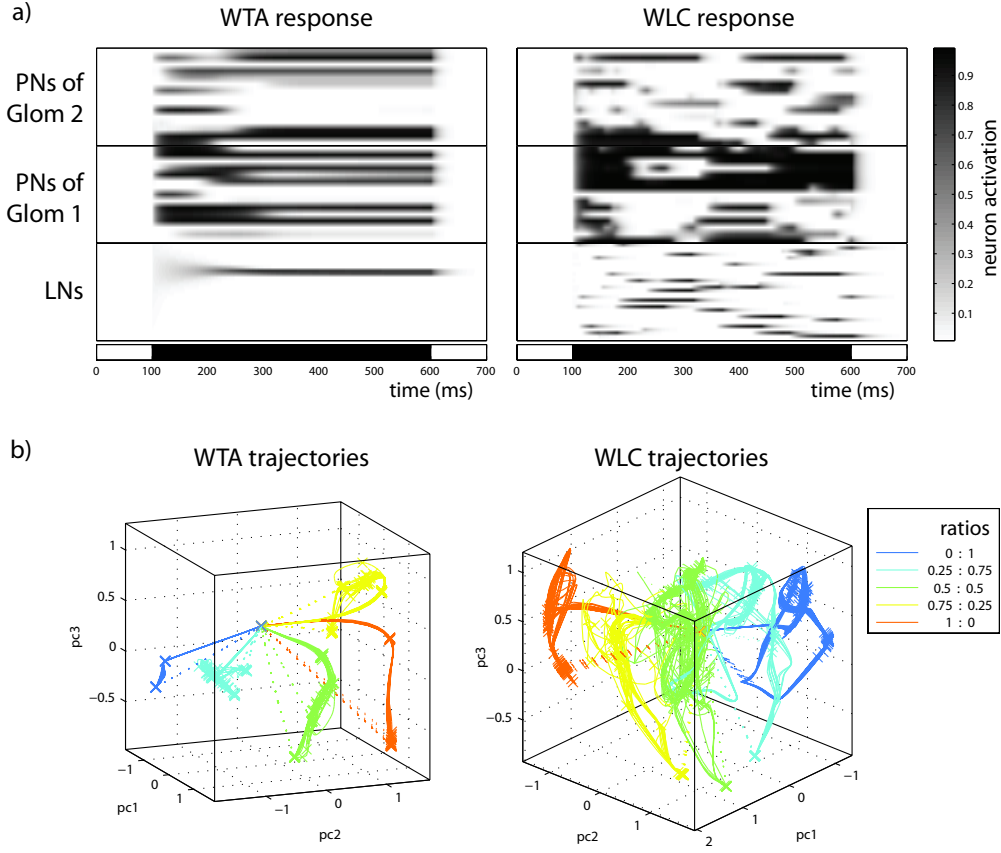 a)
WTA response
WLC response
PNs of
Glom 2
PNs of
Glom 1
LNs
0.9
0.8
0.7
0.6
0.5
0.4
0.3
0.2
0.1
neuron activation
0 100 200 300 400 500 600 700
time (ms)
0 100 200 300 400 500 600 700
time (ms)
b)
WTA trajectories
WLC trajectories
1
0.5
0
−0.5
pc3
−1
0
1
pc1
−1
0
1
pc2
1
0.5
0
−0.5
pc3
−1
0
1
2
pc2
−1
0
1
pc1
ratios
0 : 1
0.25 : 0.75
0.5 : 0.5
0.75 : 0.25
1 : 0